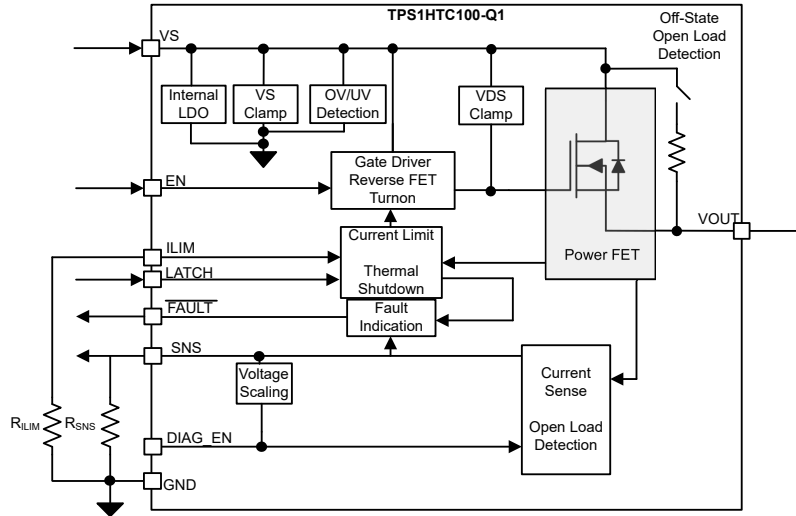 TPS1HTC100-Q1
Off-State
Open Load
Detection
VS
Internal
LDO
VS
Clamp
OV/UV
Detection
VDS
Clamp
Gate Driver
Reverse FET
Turnon
EN
VOUT
ILIM
Current Limit
Thermal
Shutdown
Power FET
LATCH
FAULT
Fault
Indication
SNS
Voltage
Scaling
Current
Sense
Open Load
Detection
RILIM
RSNS
DIAG_EN
GND